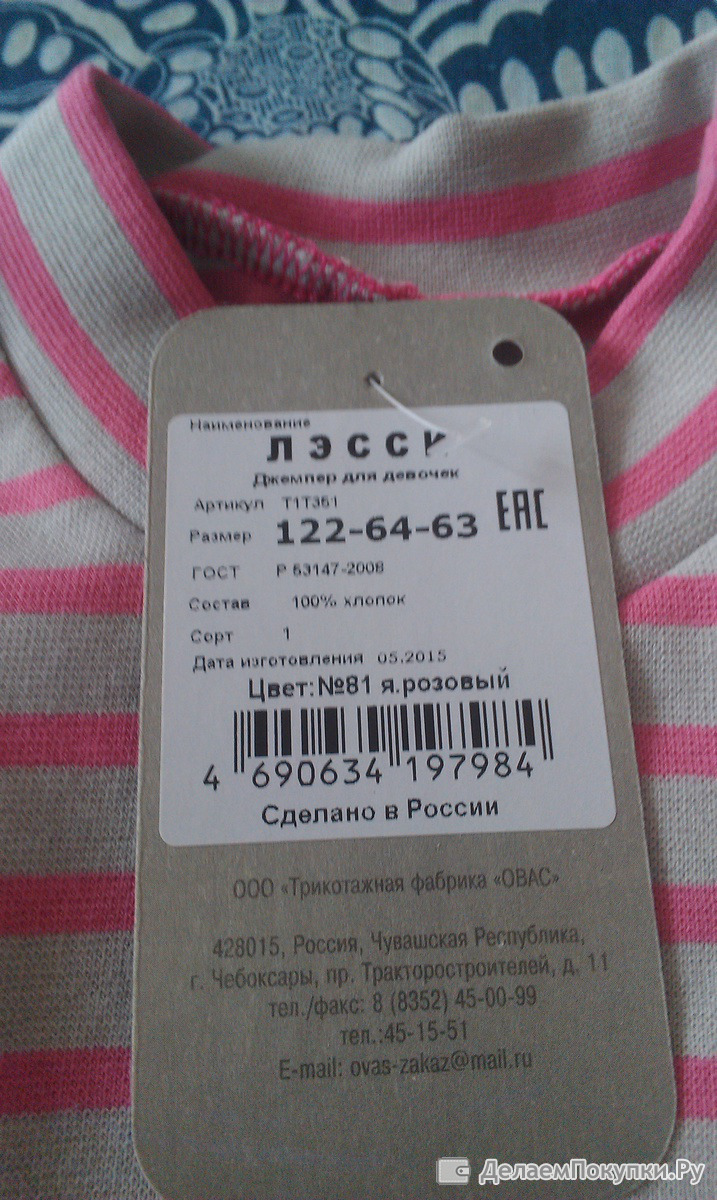 Наименование
ЛЭССИ
Джемпер для девочек
Артикул Т1Т351
Размер 122-64-63 EAC
ГОСТ Р 53147-2008
Состав 100% хлопок
Сорт 1
Дата изготовления 05.2015
Цвет:№81 я.розовый
4 690634 197984
Сделано в России
ООО «Трикотажная фабрика «ОВАС»
428015, Россия, Чувашская Республика,
г. Чебоксары, пр. Тракторостроителей, д. 11
тел./факс: 8 (8352) 45-00-99
тел.:45-15-51
E-mail: ovas-zakaz@mail.ru
ДелаемПокупки.Ру